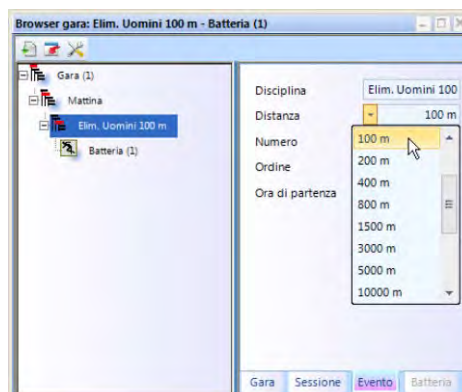 Browser gara: Elim. Uomini 100 m - Batteria (1)
Gara (1)
Mattina
Elim. Uomini 100 m
Batteria (1)
Disciplina Elim. Uomini 100
Distanza 100 m
Numero
Ordine
Ora di partenza
100 m
200 m
400 m
800 m
1500 m
3000 m
5000 m
10000 m
Gara Sessione Evento Batteria